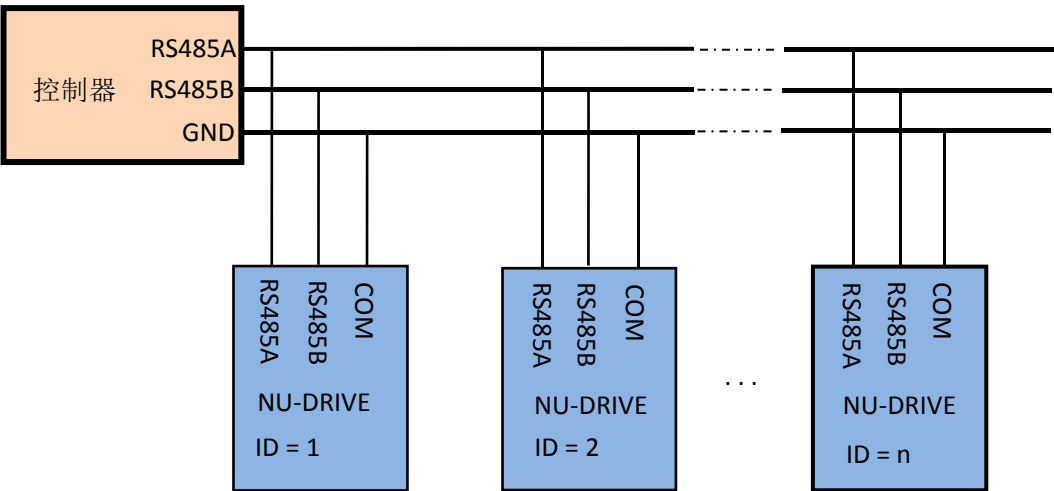 RS485A
控制器 RS485B
GND
RS485A RS485B COM
NU-DRIVE
ID = 1
RS485A RS485B COM
NU-DRIVE
ID = 2
...
RS485A RS485B COM
NU-DRIVE
ID = n